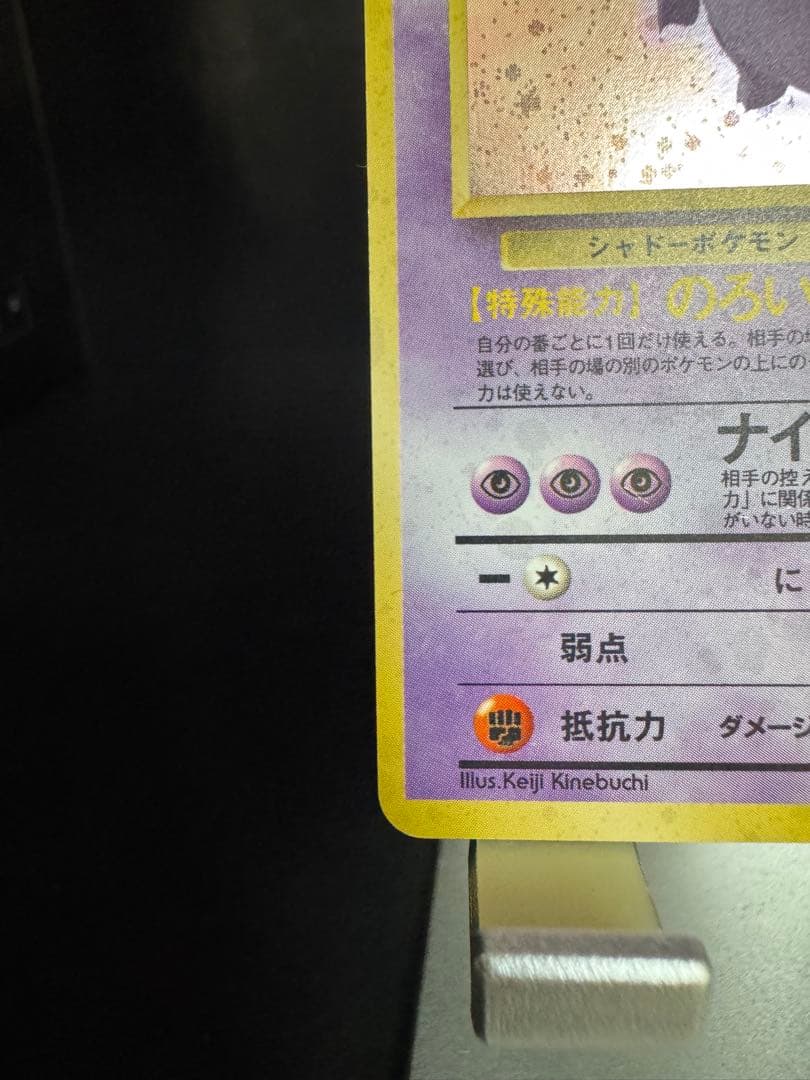 シャドーポケモン
【特殊能力】 のろい
自分の番ごとに1回だけ使える。相手の場
選び、相手の場の別のポケモンの上にの
力は使えない。
ナイ
相手の控え
力」に関係
がいない時
ー に
弱点
抵抗力 ダメージ
Illus.Keiji Kinebuchi